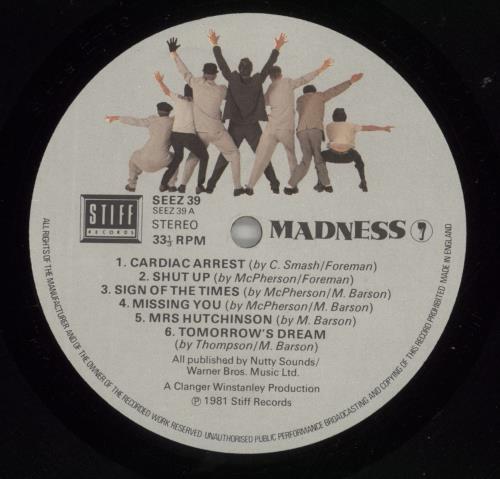 STIFF
RECORDS
SEEZ 39
SEEZ 39 A
STEREO
33⅓ RPM
MADNESS 7
1. CARDIAC ARREST (by C. Smash/Foreman)
2. SHUT UP (by McPherson/Foreman)
3. SIGN OF THE TIMES (by McPherson/M. Barson)
4. MISSING YOU (by McPherson/M. Barson)
5. MRS HUTCHINSON (by M. Barson)
6. TOMORROW'S DREAM
(by Thompson/M. Barson)
All published by Nutty Sounds/
Warner Bros. Music Ltd.
A Clanger Winstanley Production
℗ 1981 Stiff Records
ALL RIGHTS OF THE MANUFACTURER AND OF THE OWNER OF THE RECORDED WORK RESERVED UNAUTHORISED PUBLIC PERFORMANCE BROADCASTING AND COPYING OF THIS RECORD PROHIBITED MADE IN ENGLAND